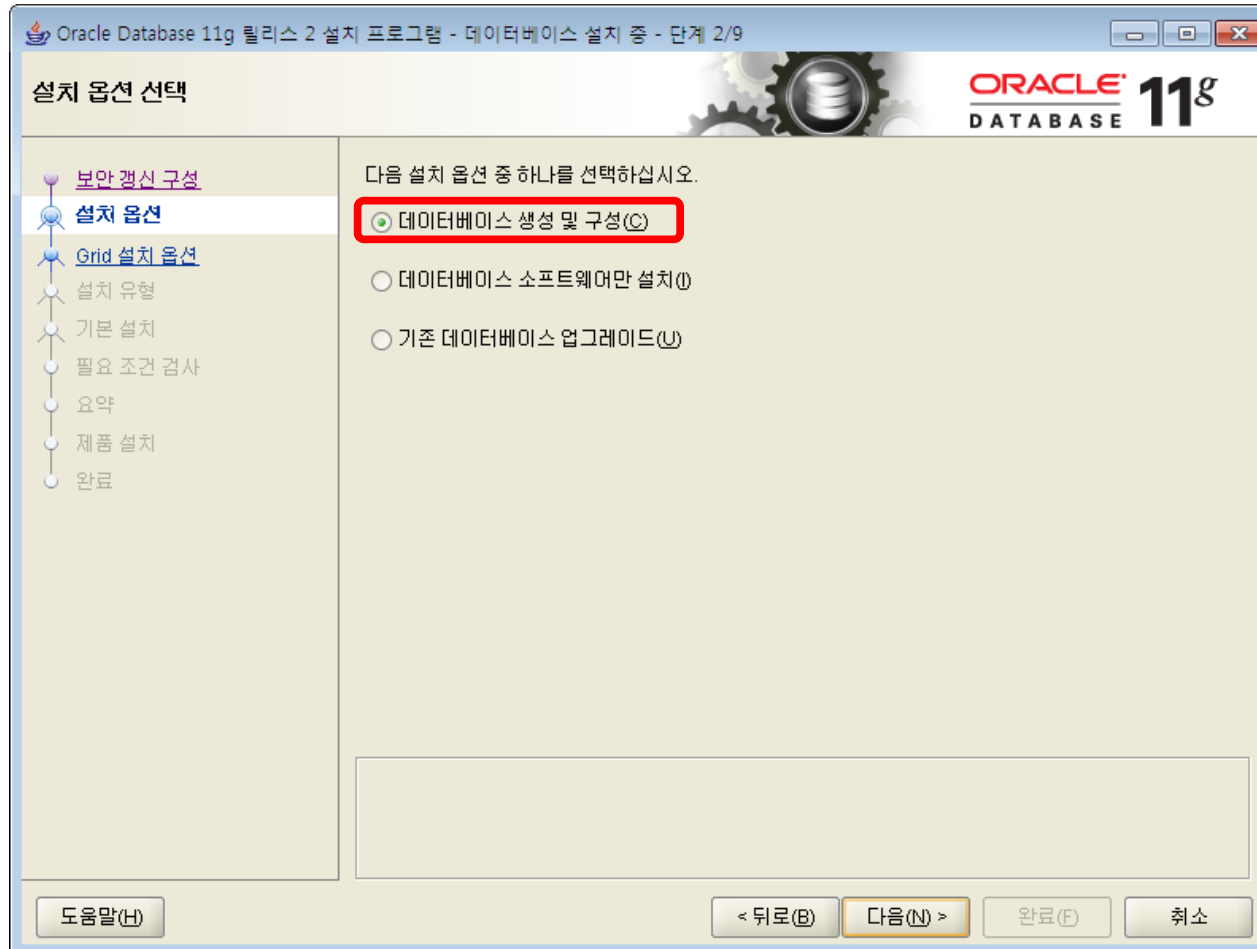 Oracle Database 11g 릴리스 2 설치 프로그램 - 데이터베이스 설치 중 - 단계 2/9
설치 옵션 선택
ORACLE
DATABASE
11g
보안 갱신 구성
설치 옵션
Grid 설치 옵션
설치 유형
기본 설치
필요 조건 검사
요약
제품 설치
완료
다음 설치 옵션 중 하나를 선택하십시오.
데이터베이스 생성 및 구성(C)
데이터베이스 소프트웨어만 설치(I)
기존 데이터베이스 업그레이드(U)
도움말(H)
< 뒤로(B)
다음(N) >
완료(F)
취소